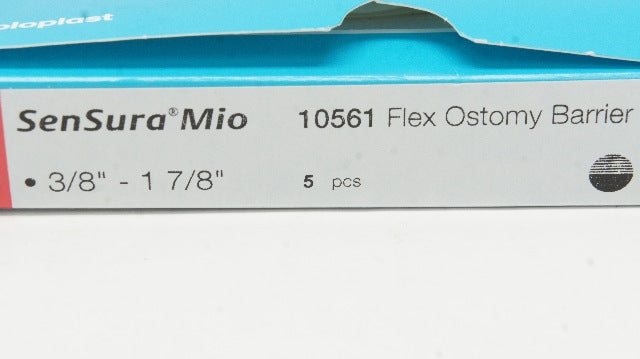 oloplast
SenSura®Mio 10561 Flex Ostomy Barrier
• 3/8" - 1 7/8" 5 pcs